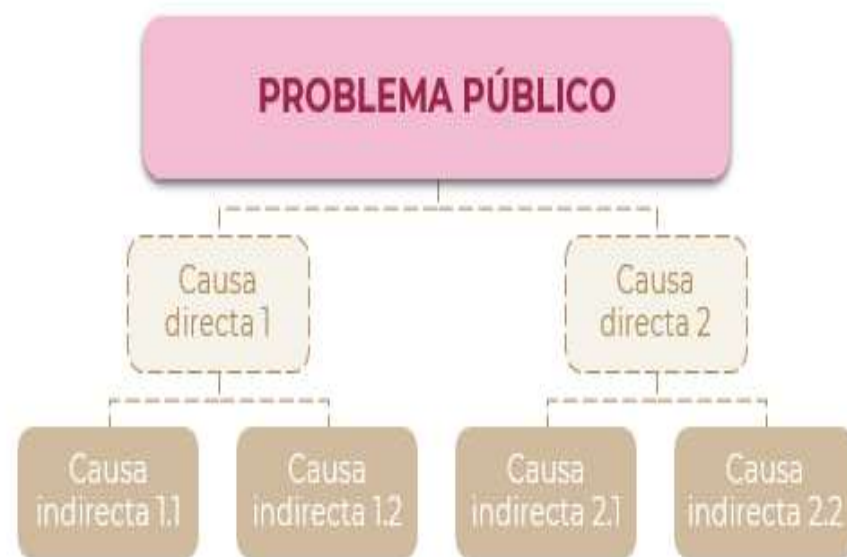 PROBLEMA PÚBLICO
Causa
directa 1
Causa
directa 2
Causa
indirecta 1.1
Causa
indirecta 1.2
Causa
indirecta 2.1
Causa
indirecta 2.2